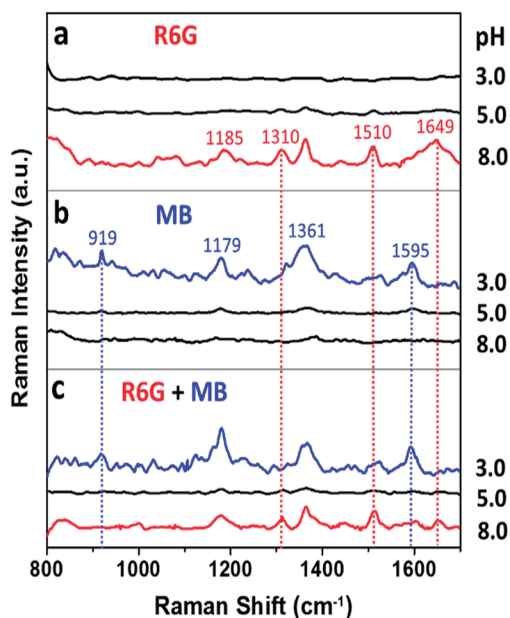 a R6G pH
3.0
5.0
1185 1310 1510 1649
8.0
b MB
919 1179 1361 1595
3.0
5.0
8.0
c R6G + MB
3.0
5.0
8.0
800 1000 1200 1400 1600
Raman Shift (cm⁻¹)
Raman Intensity (a.u.)